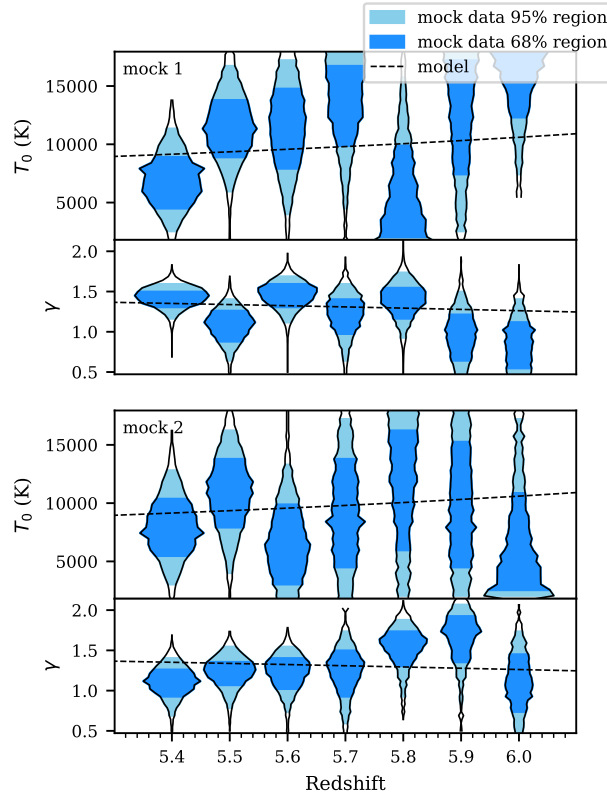 mock data 95% region
mock data 68% region
model
mock 1
15000
10000
5000
T₀ (K)
2.0
1.5
1.0
0.5
γ
mock 2
15000
10000
5000
T₀ (K)
2.0
1.5
1.0
0.5
γ
5.4 5.5 5.6 5.7 5.8 5.9 6.0
Redshift